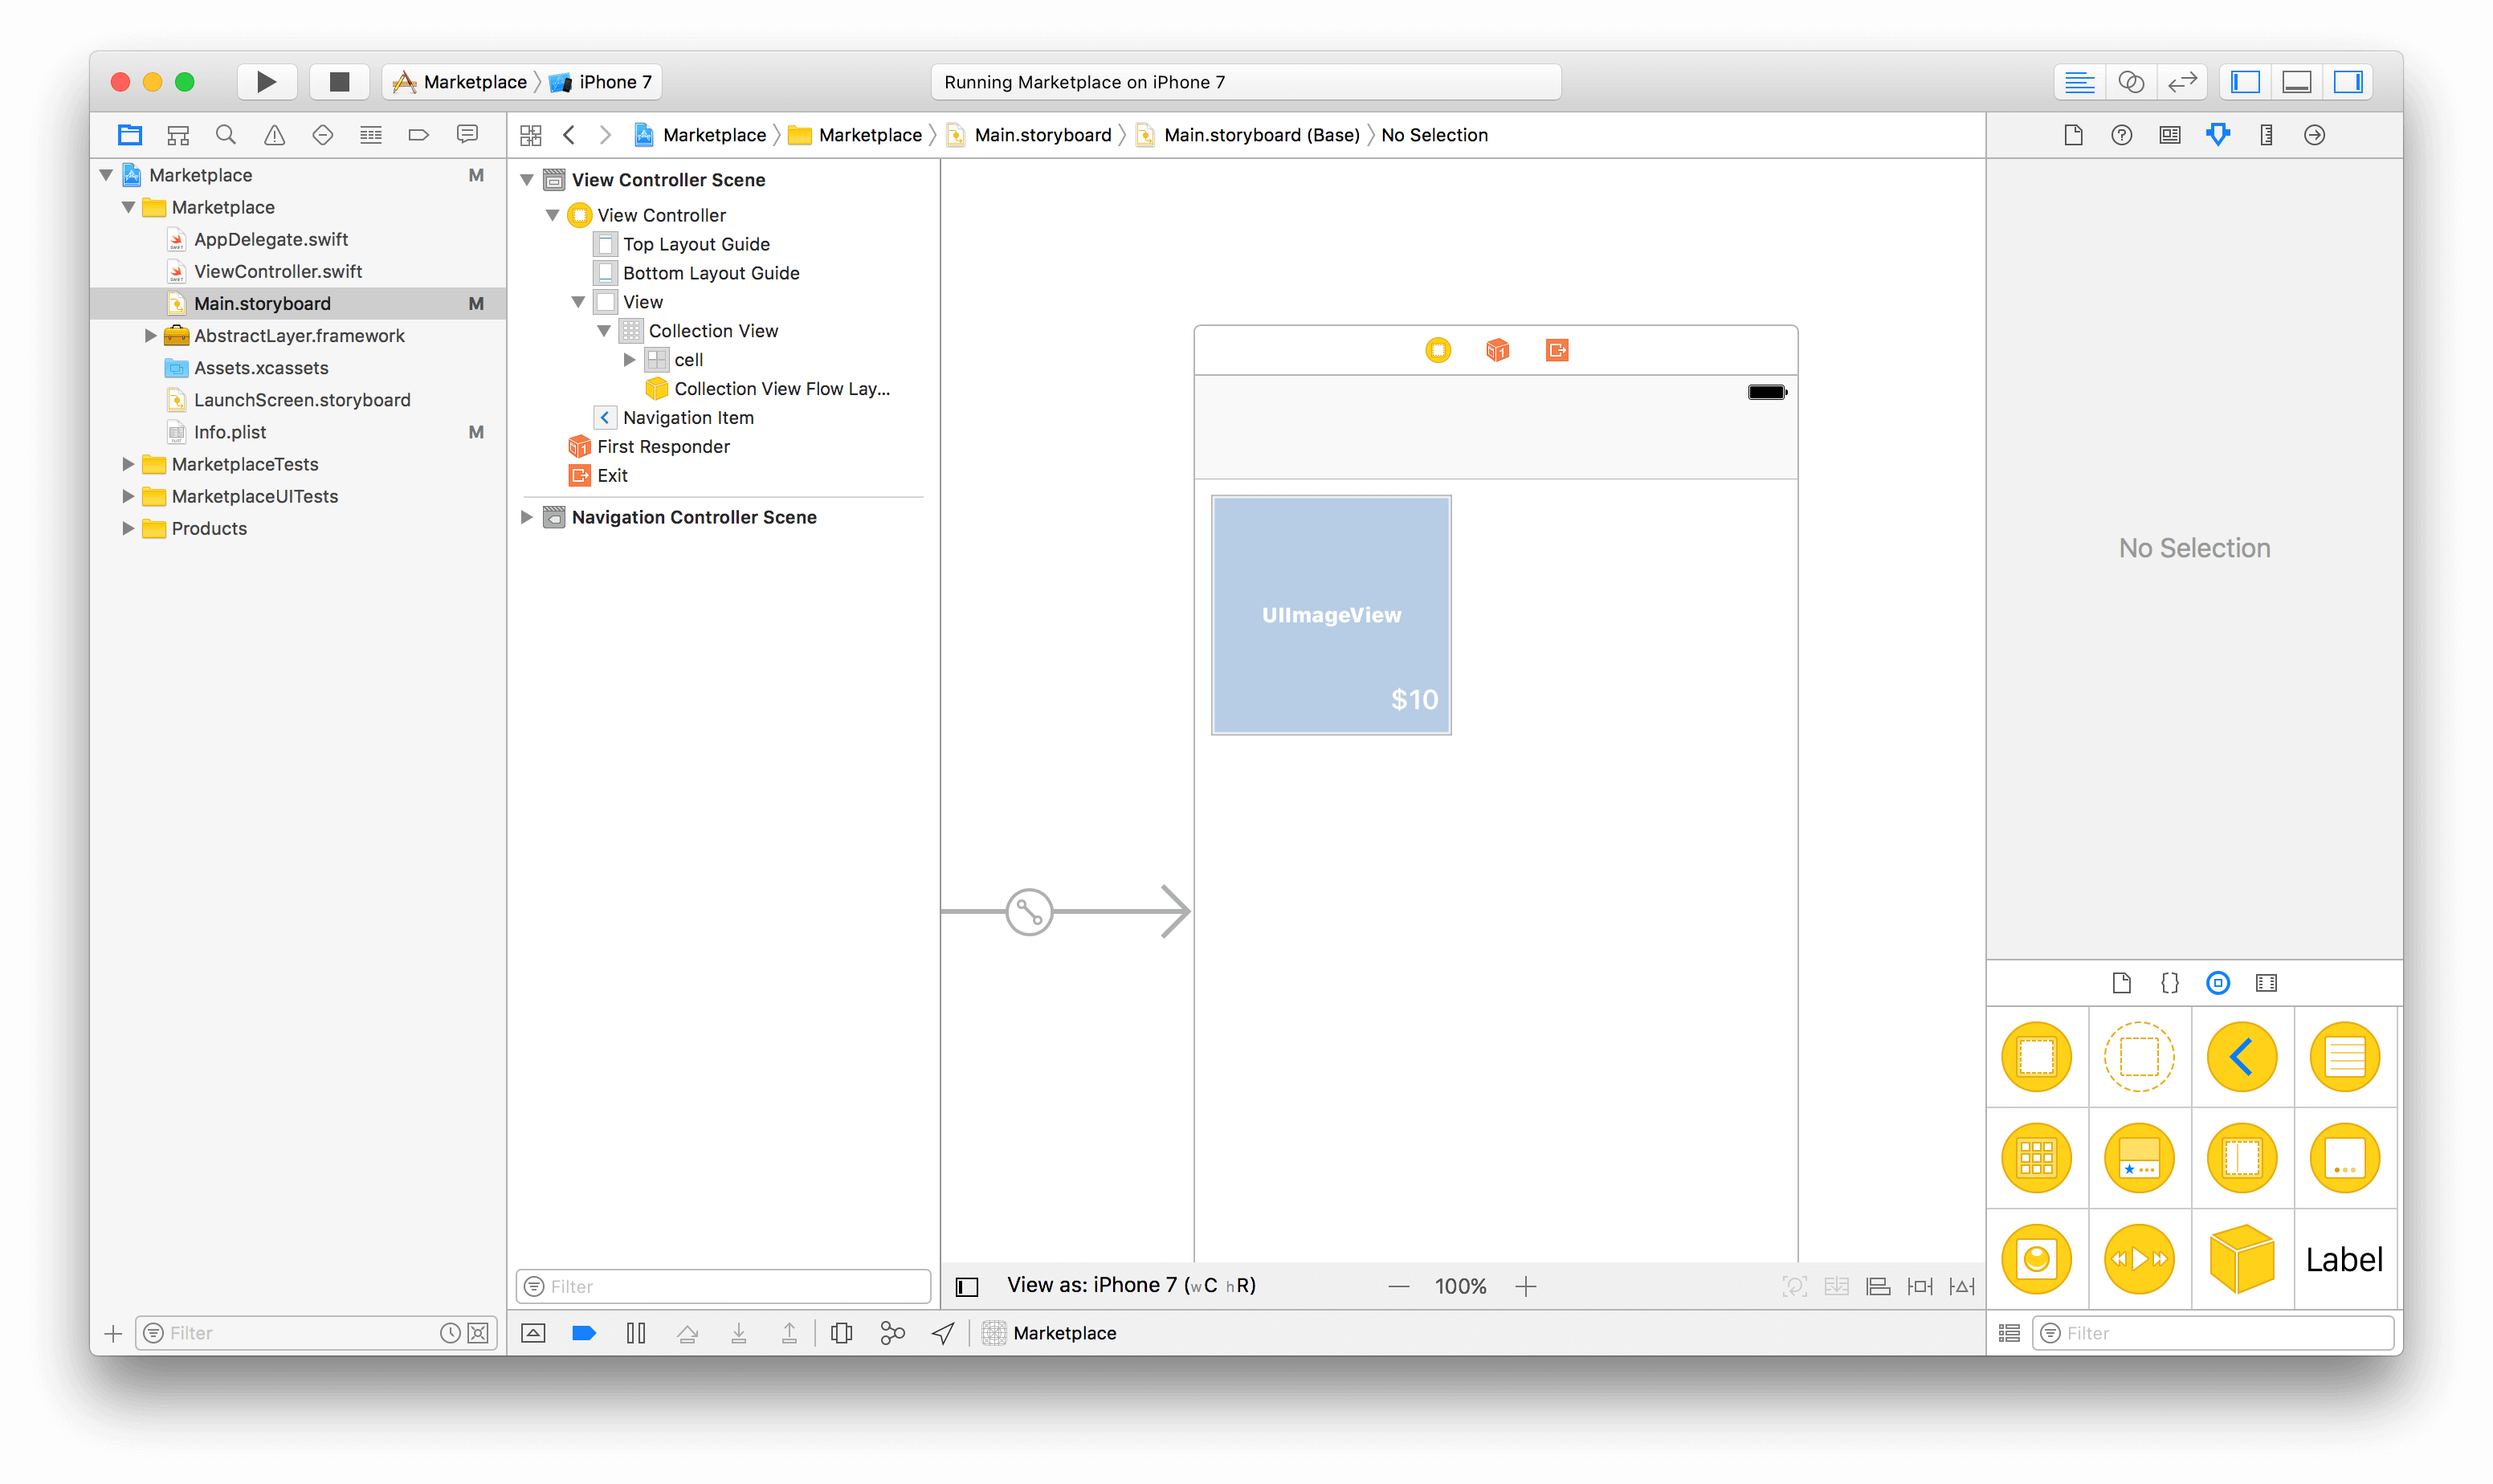 Marketplace iPhone 7
Running Marketplace on iPhone 7
Marketplace Marketplace Main.storyboard Main.storyboard (Base) No Selection
Marketplace M
Marketplace
AppDelegate.swift
ViewController.swift
Main.storyboard M
AbstractLayer.framework
Assets.xcassets
LaunchScreen.storyboard
Info.plist M
MarketplaceTests
MarketplaceUITests
Products
Filter
View Controller Scene
View Controller
Top Layout Guide
Bottom Layout Guide
View
Collection View
cell
Collection View Flow Lay...
Navigation Item
First Responder
Exit
Navigation Controller Scene
Filter
UIImageView
$10
View as: iPhone 7 (wC hR)
100%
Marketplace
No Selection
Label
Filter